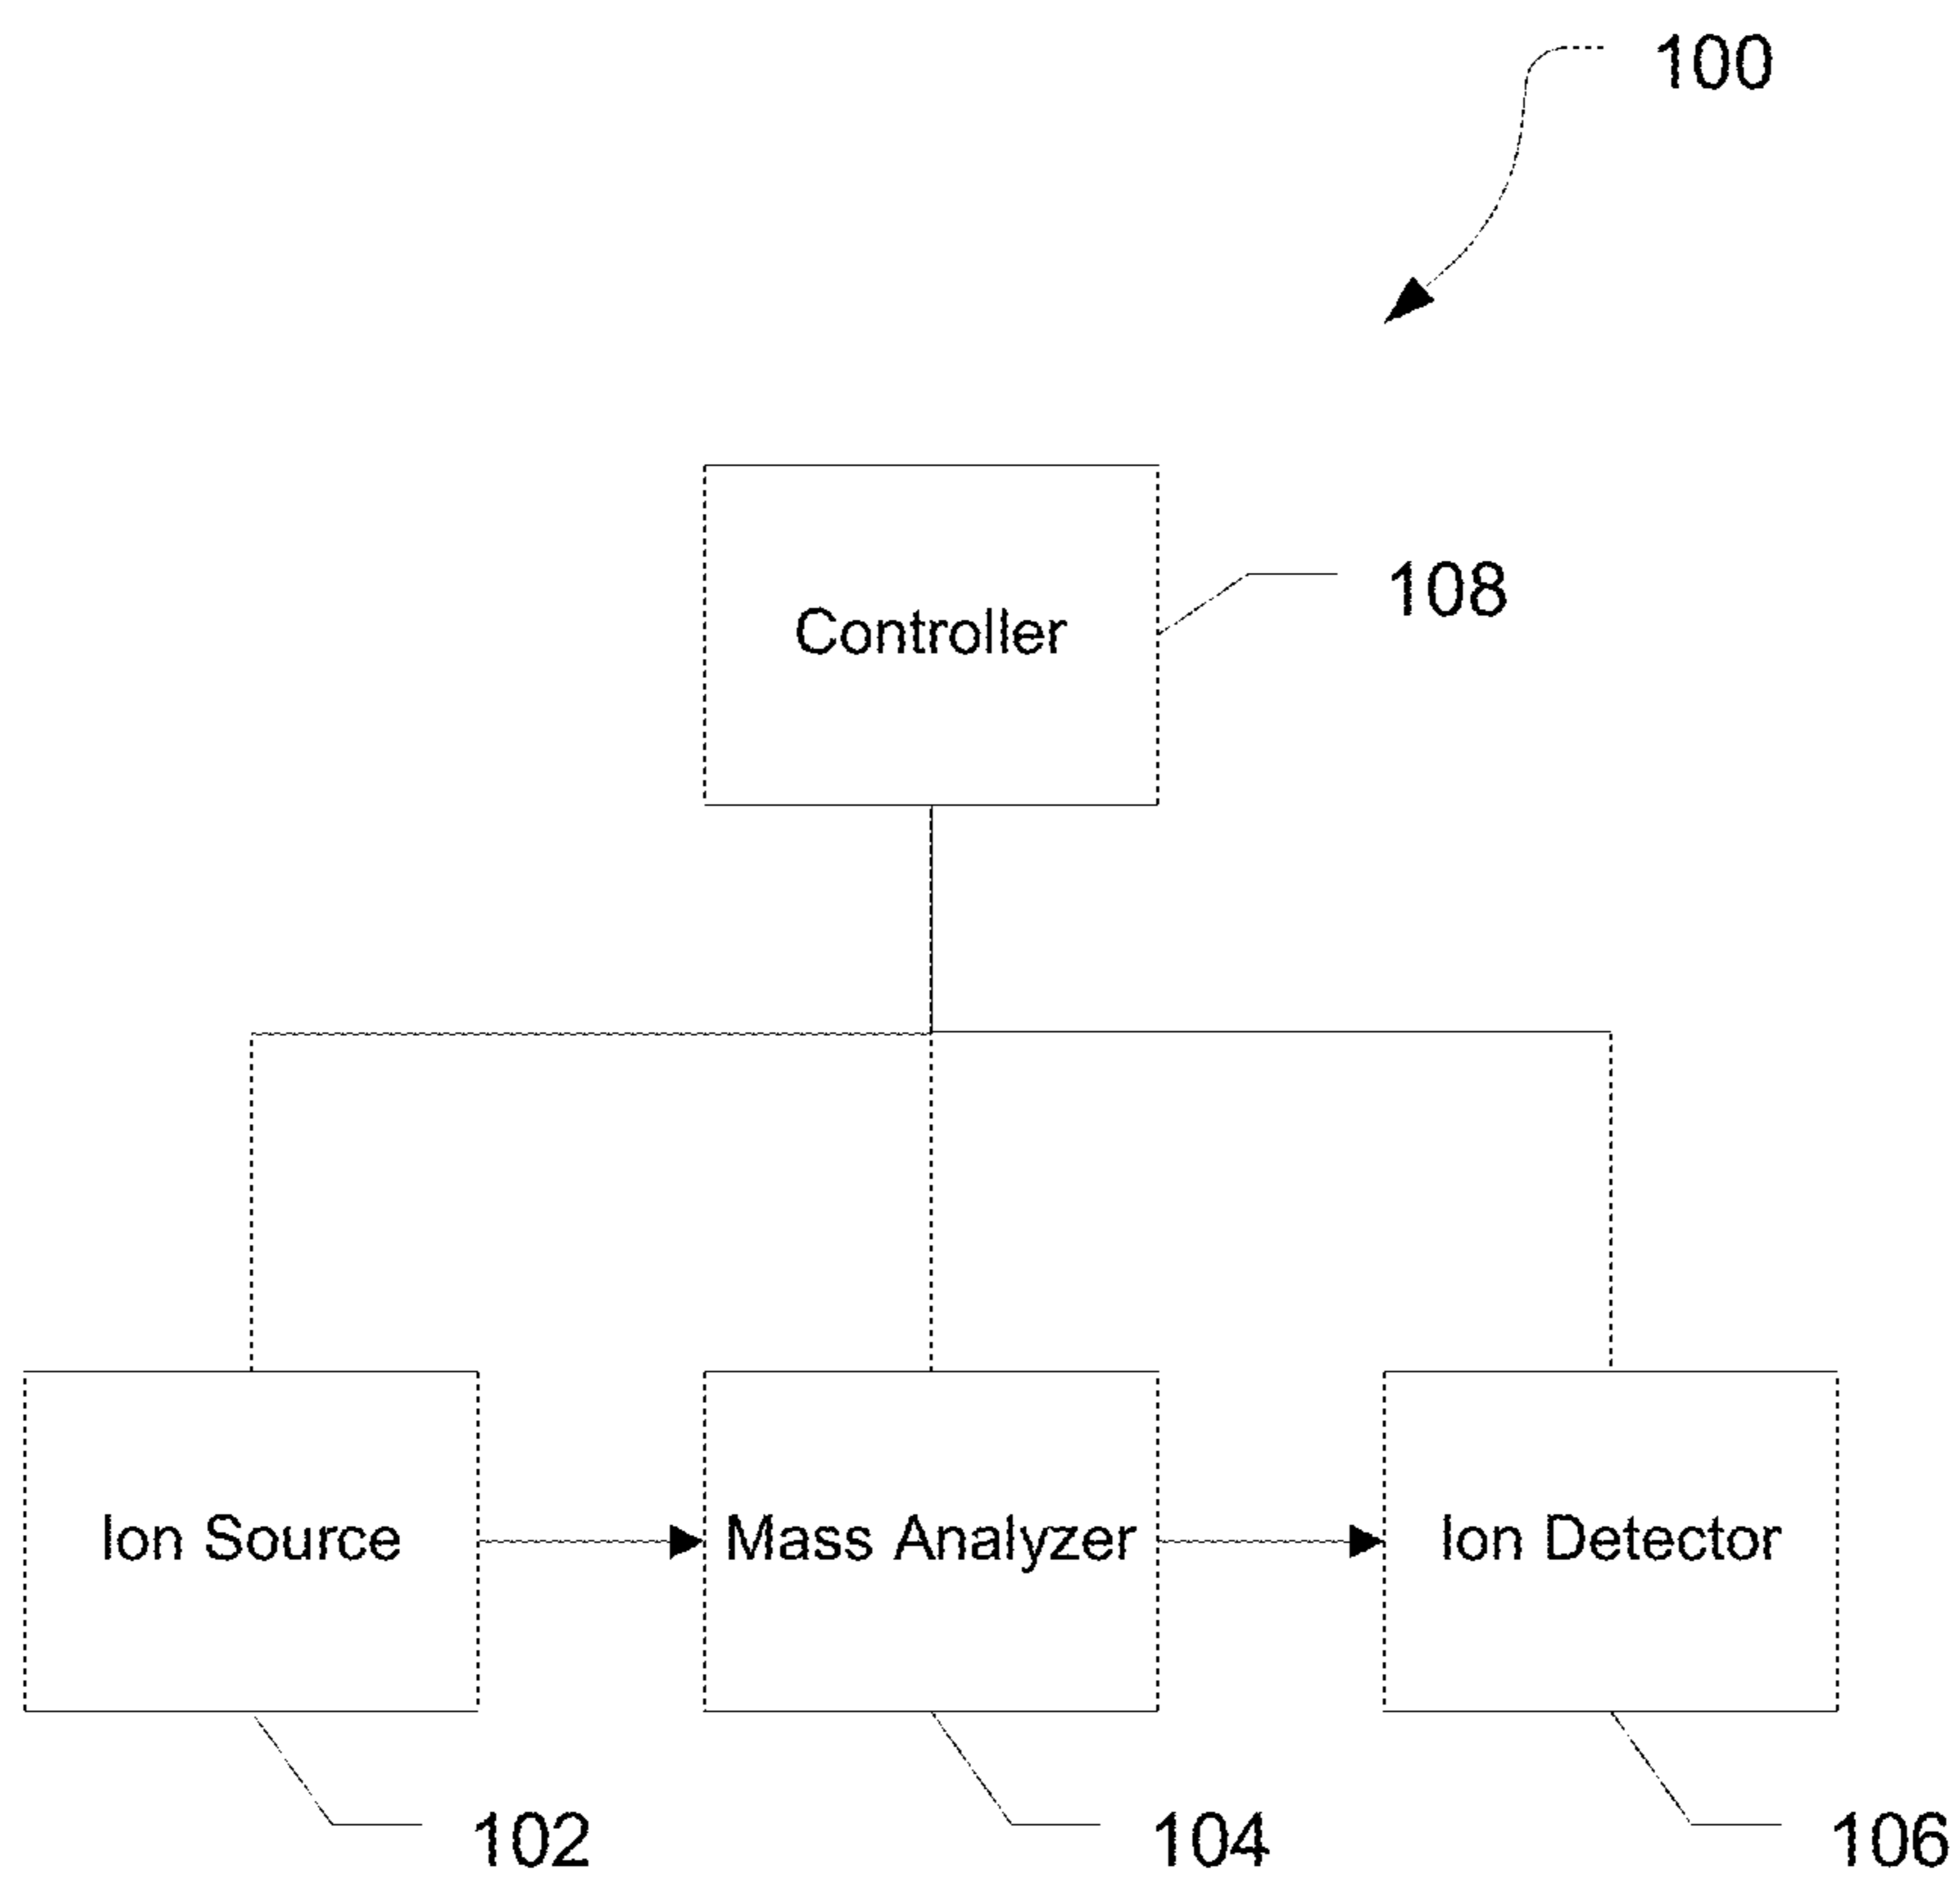 100
Controller
108
Ion Source
Mass Analyzer
Ion Detector
102
104
106